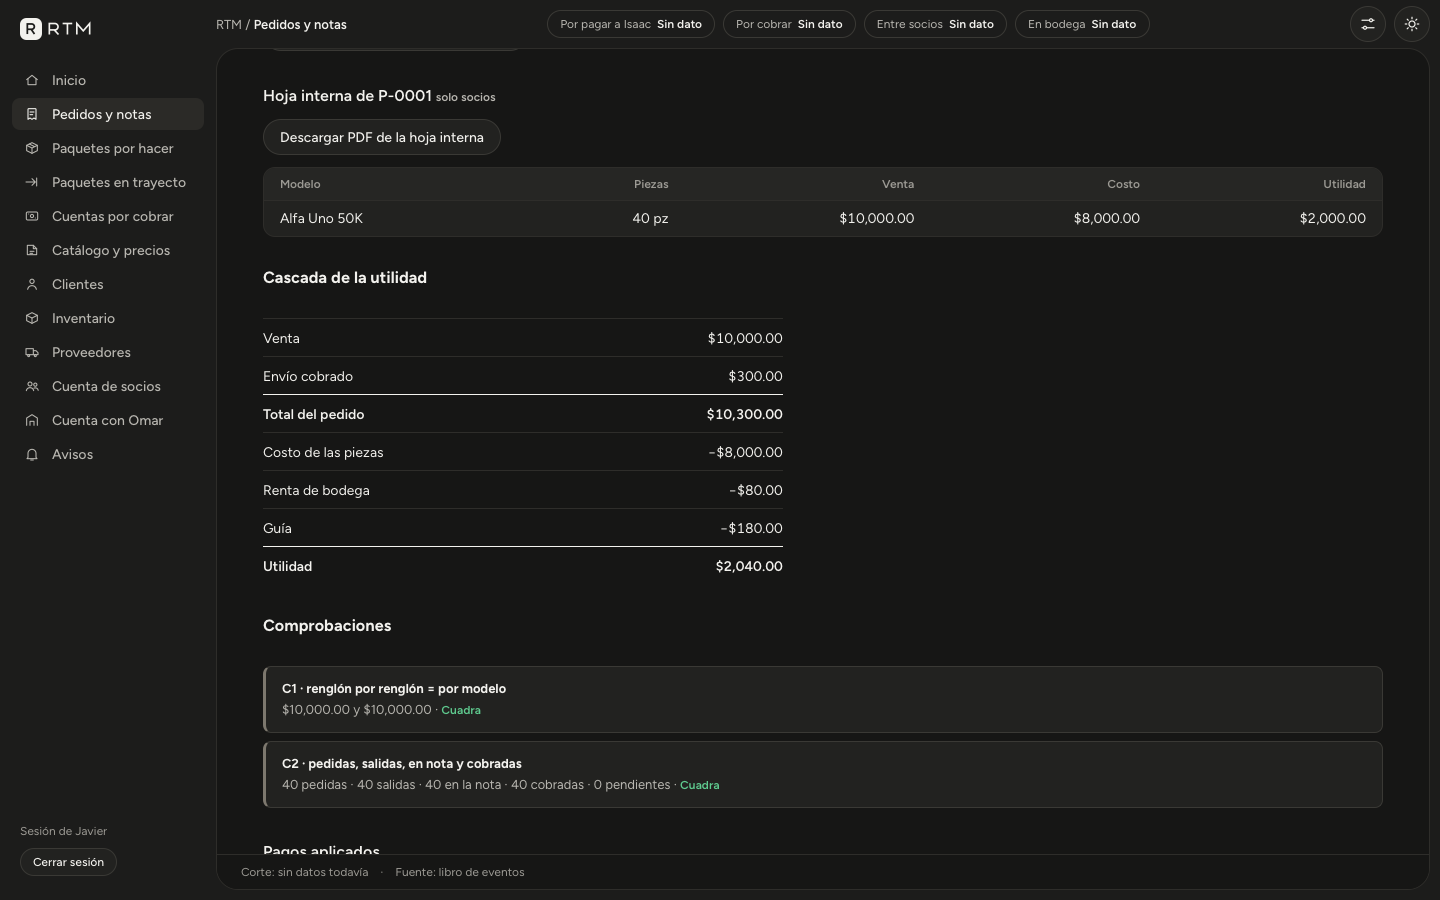 R RTM
RTM / Pedidos y notas
Por pagar a Isaac Sin dato
Por cobrar Sin dato
Entre socios Sin dato
En bodega Sin dato
Inicio
Pedidos y notas
Paquetes por hacer
Paquetes en trayecto
Cuentas por cobrar
Catálogo y precios
Clientes
Inventario
Proveedores
Cuenta de socios
Cuenta con Omar
Avisos
Sesión de Javier
Cerrar sesión
Hoja interna de P-0001 solo socios
Descargar PDF de la hoja interna
Modelo Piezas Venta Costo Utilidad
Alfa Uno 50K 40 pz $10,000.00 $8,000.00 $2,000.00
Cascada de la utilidad
Venta $10,000.00
Envío cobrado $300.00
Total del pedido $10,300.00
Costo de las piezas −$8,000.00
Renta de bodega −$80.00
Guía −$180.00
Utilidad $2,040.00
Comprobaciones
C1 · renglón por renglón = por modelo
$10,000.00 y $10,000.00 · Cuadra
C2 · pedidas, salidas, en nota y cobradas
40 pedidas · 40 salidas · 40 en la nota · 40 cobradas · 0 pendientes · Cuadra
Pagos aplicados
Corte: sin datos todavía · Fuente: libro de eventos